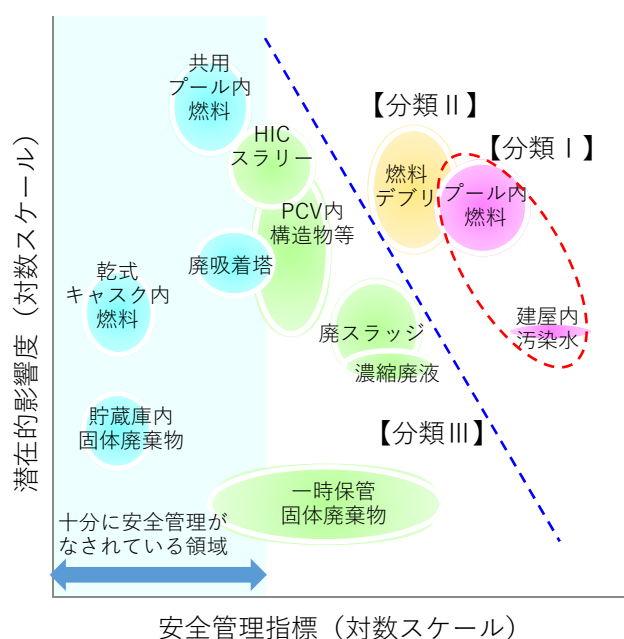 共用
プール内
燃料
【分類Ⅱ】
HIC
スラリー
【分類Ⅰ】
燃料
デブリ
プール内
燃料
PCV内
構造物等
廃吸着塔
乾式
キャスク内
燃料
建屋内
汚染水
廃スラッジ
濃縮廃液
貯蔵庫内
固体廃棄物
【分類Ⅲ】
一時保管
固体廃棄物
十分に安全管理が
なされている領域
潜在的影響度（対数スケール）
安全管理指標（対数スケール）